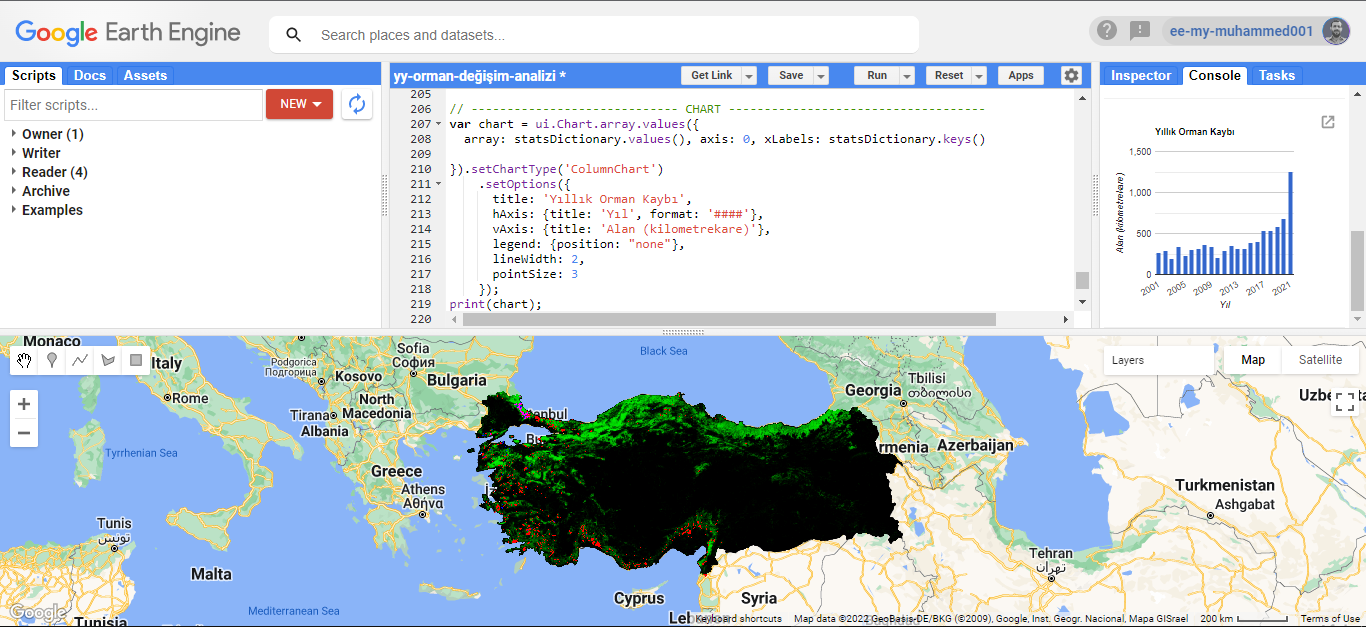 Google Earth Engine
Search places and datasets...
ee-my-muhammed001
Scripts Docs Assets
Filter scripts...
NEW
Owner (1)
Writer
Reader (4)
Archive
Examples
yy-orman-değişim-analizi *
Get Link Save Run Reset Apps
205
206 // ---------------------------- CHART ----------------------------------
207 var chart = ui.Chart.array.values({
208 array: statsDictionary.values(), axis: 0, xLabels: statsDictionary.keys()
209
210 }).setChartType('ColumnChart')
211 .setOptions({
212 title: 'Yıllık Orman Kaybı',
213 hAxis: {title: 'Yıl', format: '####'},
214 vAxis: {title: 'Alan (kilometrekare)'},
215 legend: {position: "none"},
216 lineWidth: 2,
217 pointSize: 3
218 });
219 print(chart);
220
Inspector Console Tasks
Yıllık Orman Kaybı
Alan (kilometrekare)
1,500
1,000
500
0
2001 2005 2009 2013 2017 2021
Yıl
Layers
Map Satellite
Monaco
Italy
Rome
Tyrrhenian Sea
Podgorica
Подгорица
Kosovo
Sofia
София
Bulgaria
North
Macedonia
Tirana
Albania
Greece
Athens
Αθήνα
Black Sea
Georgia
Tbilisi
თბილისი
Azerbaijan
Turkmenistan
Ashgabat
Tehran
تهران
Tunis
تونس
Malta
Mediterranean Sea
Tunisia
Cyprus
Syria
Google
Keyboard shortcuts
Map data ©2022 GeoBasis-DE/BKG (©2009), Google, Inst. Geogr. Nacional, Mapa GISrael
200 km
Terms of Use